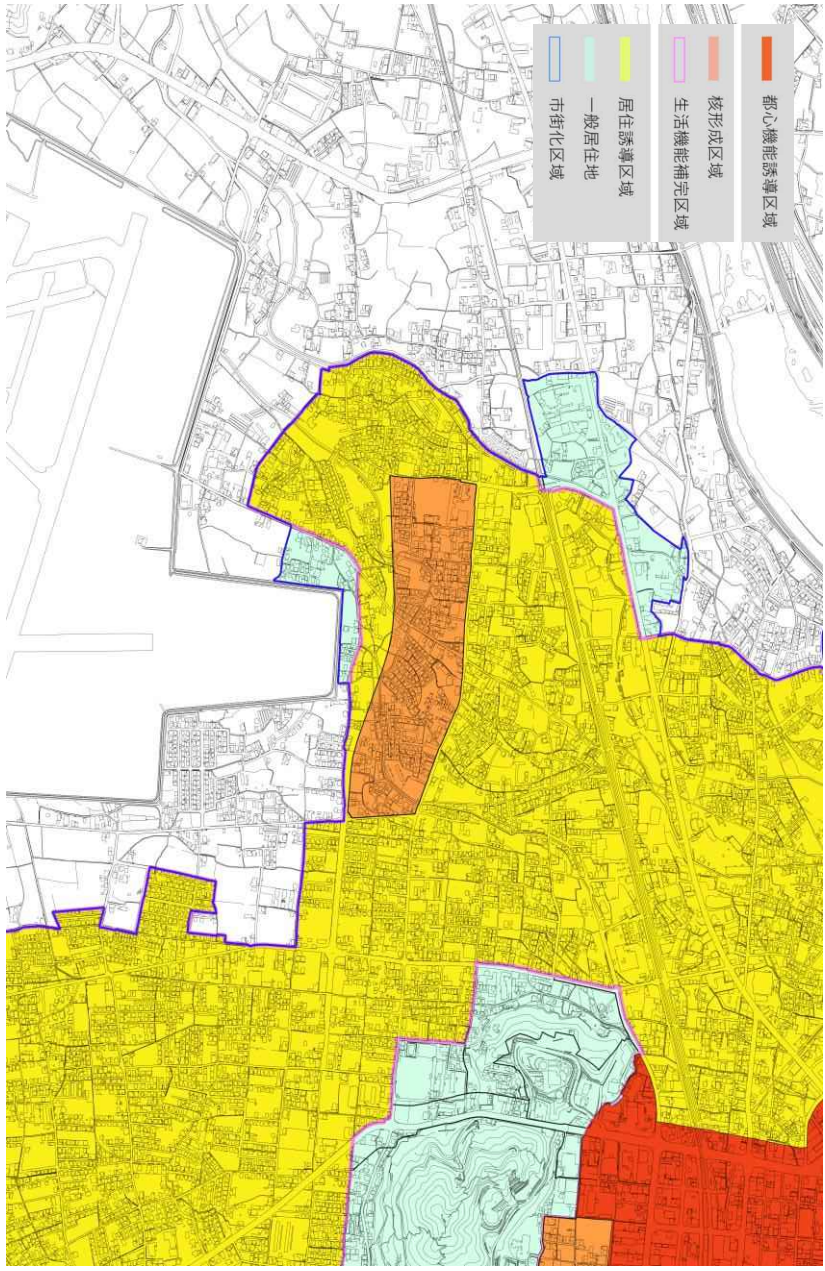 都心機能誘導区域
核形成区域
生活機能補完区域
居住誘導区域
一般居住地
市街化区域